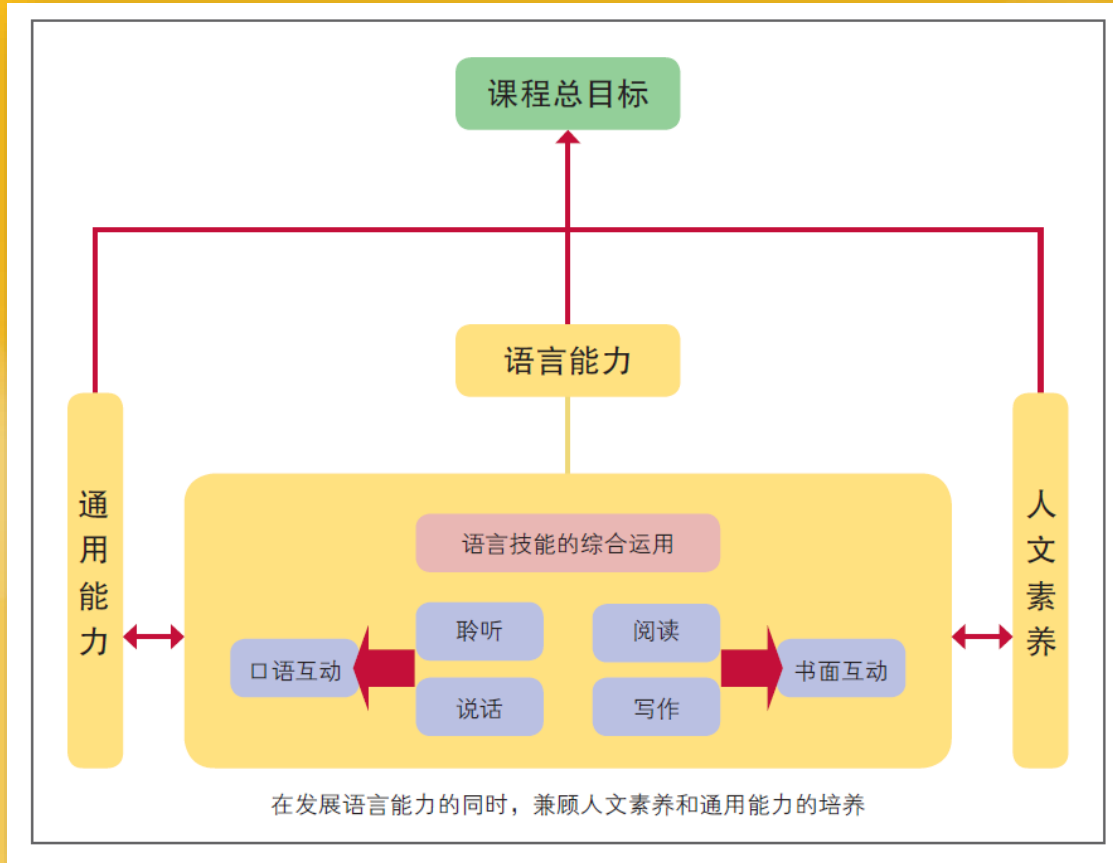 课程总目标
语言能力
通用能力
人文素养
语言技能的综合运用
聆听
阅读
口语互动
书面互动
说话
写作
在发展语言能力的同时，兼顾人文素养和通用能力的培养